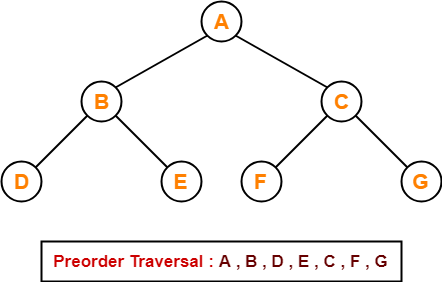 A
B
C
D
E
F
G
Preorder Traversal : A , B , D , E , C , F , G